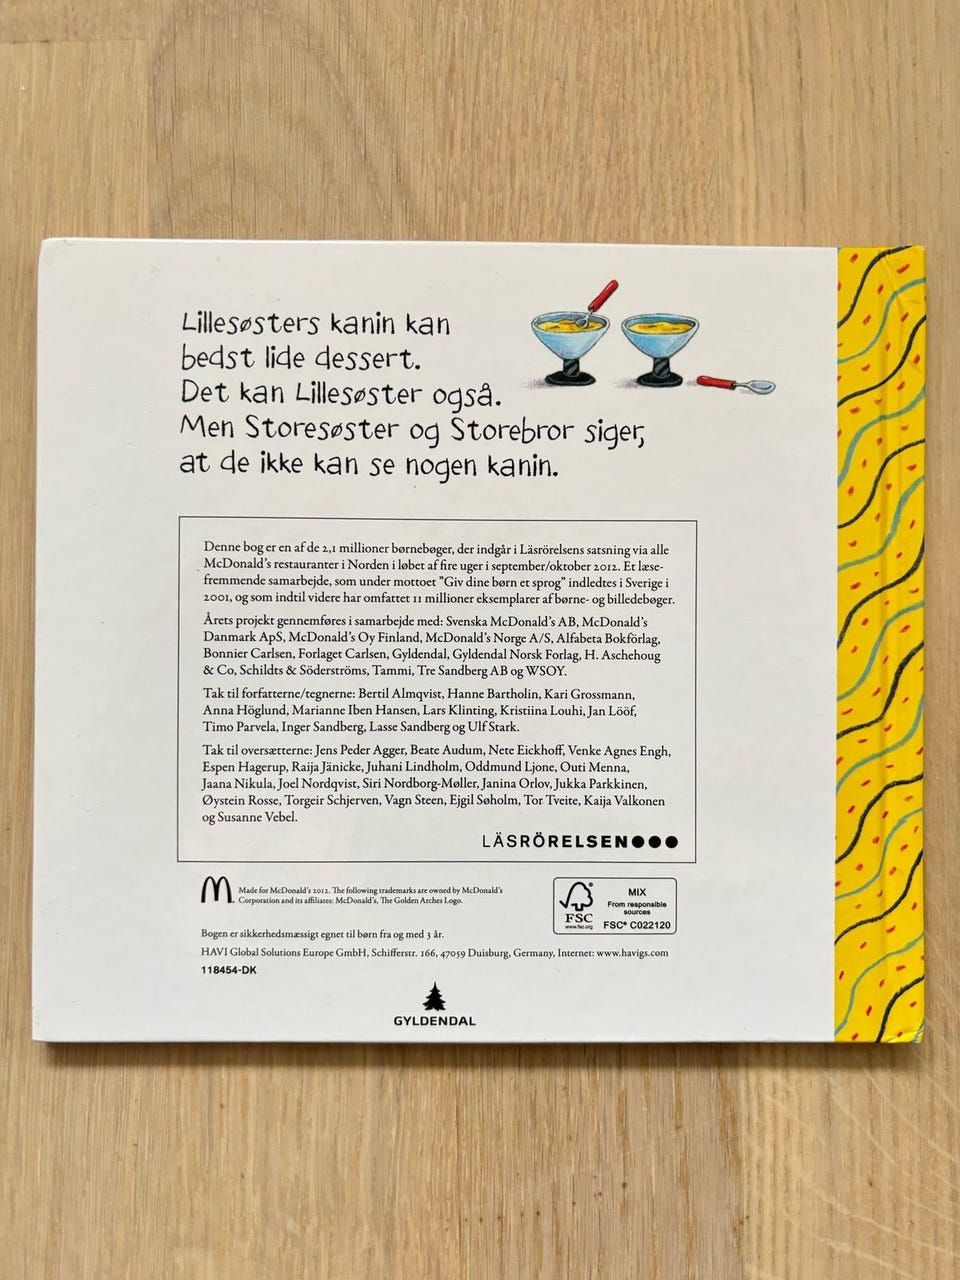 Lillesøsters kanin kan
bedst lide dessert.
Det kan Lillesøster også.
Men Storesøster og Storebror siger,
at de ikke kan se nogen kanin.
Denne bog er en af de 2,1 millioner børnebøger, der indgår i Läsrörelsens satsning via alle
McDonald's restauranter i Norden i løbet af fire uger i september/oktober 2012. Et læse-
fremmende samarbejde, som under mottoet "Giv dine børn et sprog" indledtes i Sverige i
2001, og som indtil videre har omfattet 11 millioner eksemplarer af børne- og billedebøger.
Årets projekt gennemføres i samarbejde med: Svenska McDonald's AB, McDonald's
Danmark ApS, McDonald's Oy Finland, McDonald's Norge A/S, Alfabeta Bokförlag,
Bonnier Carlsen, Forlaget Carlsen, Gyldendal, Gyldendal Norsk Forlag, H. Aschehoug
& Co, Schildts & Söderströms, Tammi, Tre Sandberg AB og WSOY.
Tak til forfatterne/tegnerne: Bertil Almqvist, Hanne Bartholin, Kari Grossmann,
Anna Höglund, Marianne Iben Hansen, Lars Klinting, Kristiina Louhi, Jan Lööf,
Timo Parvela, Inger Sandberg, Lasse Sandberg og Ulf Stark.
Tak til oversætterne: Jens Peder Agger, Beate Audum, Nete Eickhoff, Venke Agnes Engh,
Espen Hagerup, Raija Jänicke, Juhani Lindholm, Oddmund Ljone, Outi Menna,
Jaana Nikula, Joel Nordqvist, Siri Nordborg-Møller, Janina Orlov, Jukka Parkkinen,
Øystein Rosse, Torgeir Schjerven, Vagn Steen, Ejgil Søholm, Tor Tveite, Kaija Valkonen
og Susanne Vebel.
LÄSRÖRELSEN●●●
Made for McDonald's 2012. The following trademarks are owned by McDonald's
Corporation and its affiliates: McDonald's, The Golden Arches Logo.
FSC
www.fsc.org
MIX
From responsible
sources
FSC® C022120
Bogen er sikkerhedsmæssigt egnet til børn fra og med 3 år.
HAVI Global Solutions Europe GmbH, Schifferstr. 166, 47059 Duisburg, Germany, Internet: www.havigs.com
118454-DK
GYLDENDAL